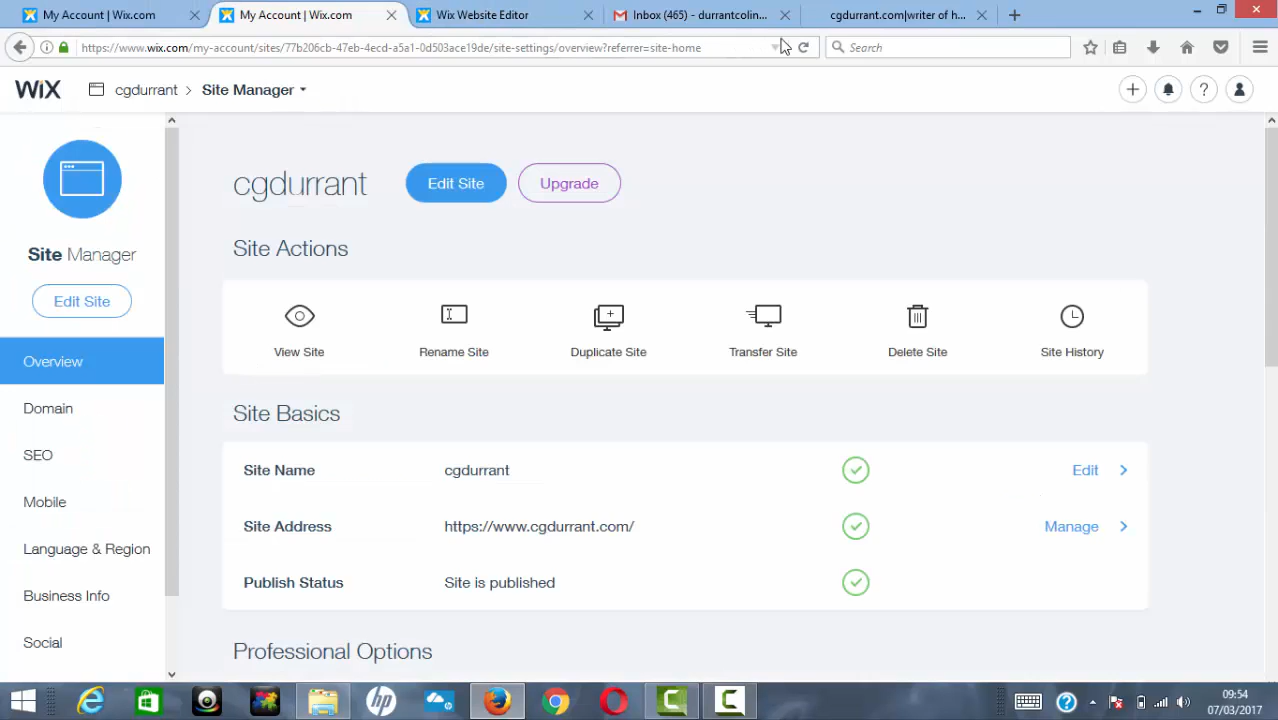 My Account | Wix.com
My Account | Wix.com
Wix Website Editor
Inbox (465) - durrantcolin...
cgdurrant.com|writer of h...
https://www.wix.com/my-account/sites/77b206cb-47eb-4ecd-a5a1-0d503ace19de/site-settings/overview?referrer=site-home
Search
WiX
cgdurrant > Site Manager
cgdurrant
Edit Site
Upgrade
Site Manager
Edit Site
Overview
Domain
SEO
Mobile
Language & Region
Business Info
Social
Site Actions
View Site
Rename Site
Duplicate Site
Transfer Site
Delete Site
Site History
Site Basics
Site Name cgdurrant Edit
Site Address https://www.cgdurrant.com/ Manage
Publish Status Site is published
Professional Options
hp
09:54
07/03/2017